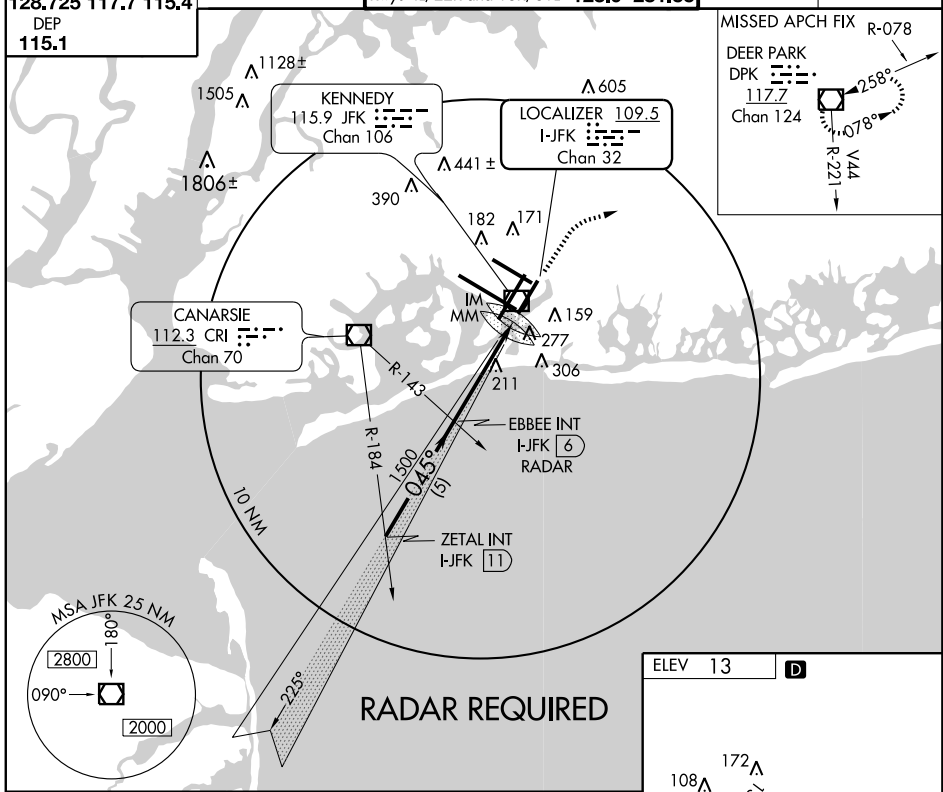 128.725 117.7 115.4
DEP
115.1
MISSED APCH FIX
R-078
DEER PARK
DPK
117.7
Chan 124
258°
078°
V44
R-221
1128±
1505
1806±
605
KENNEDY
115.9 JFK
Chan 106
LOCALIZER 109.5
I-JFK
Chan 32
441±
390
182
171
IM
MM
159
277
306
211
CANARSIE
112.3 CRI
Chan 70
R-143
R-184
EBBEE INT
I-JFK 6
RADAR
1500
045°
(5)
10 NM
ZETAL INT
I-JFK 11
225°
MSA JFK 25 NM
180°
2800
090°
2000
RADAR REQUIRED
ELEV 13 D
172
108